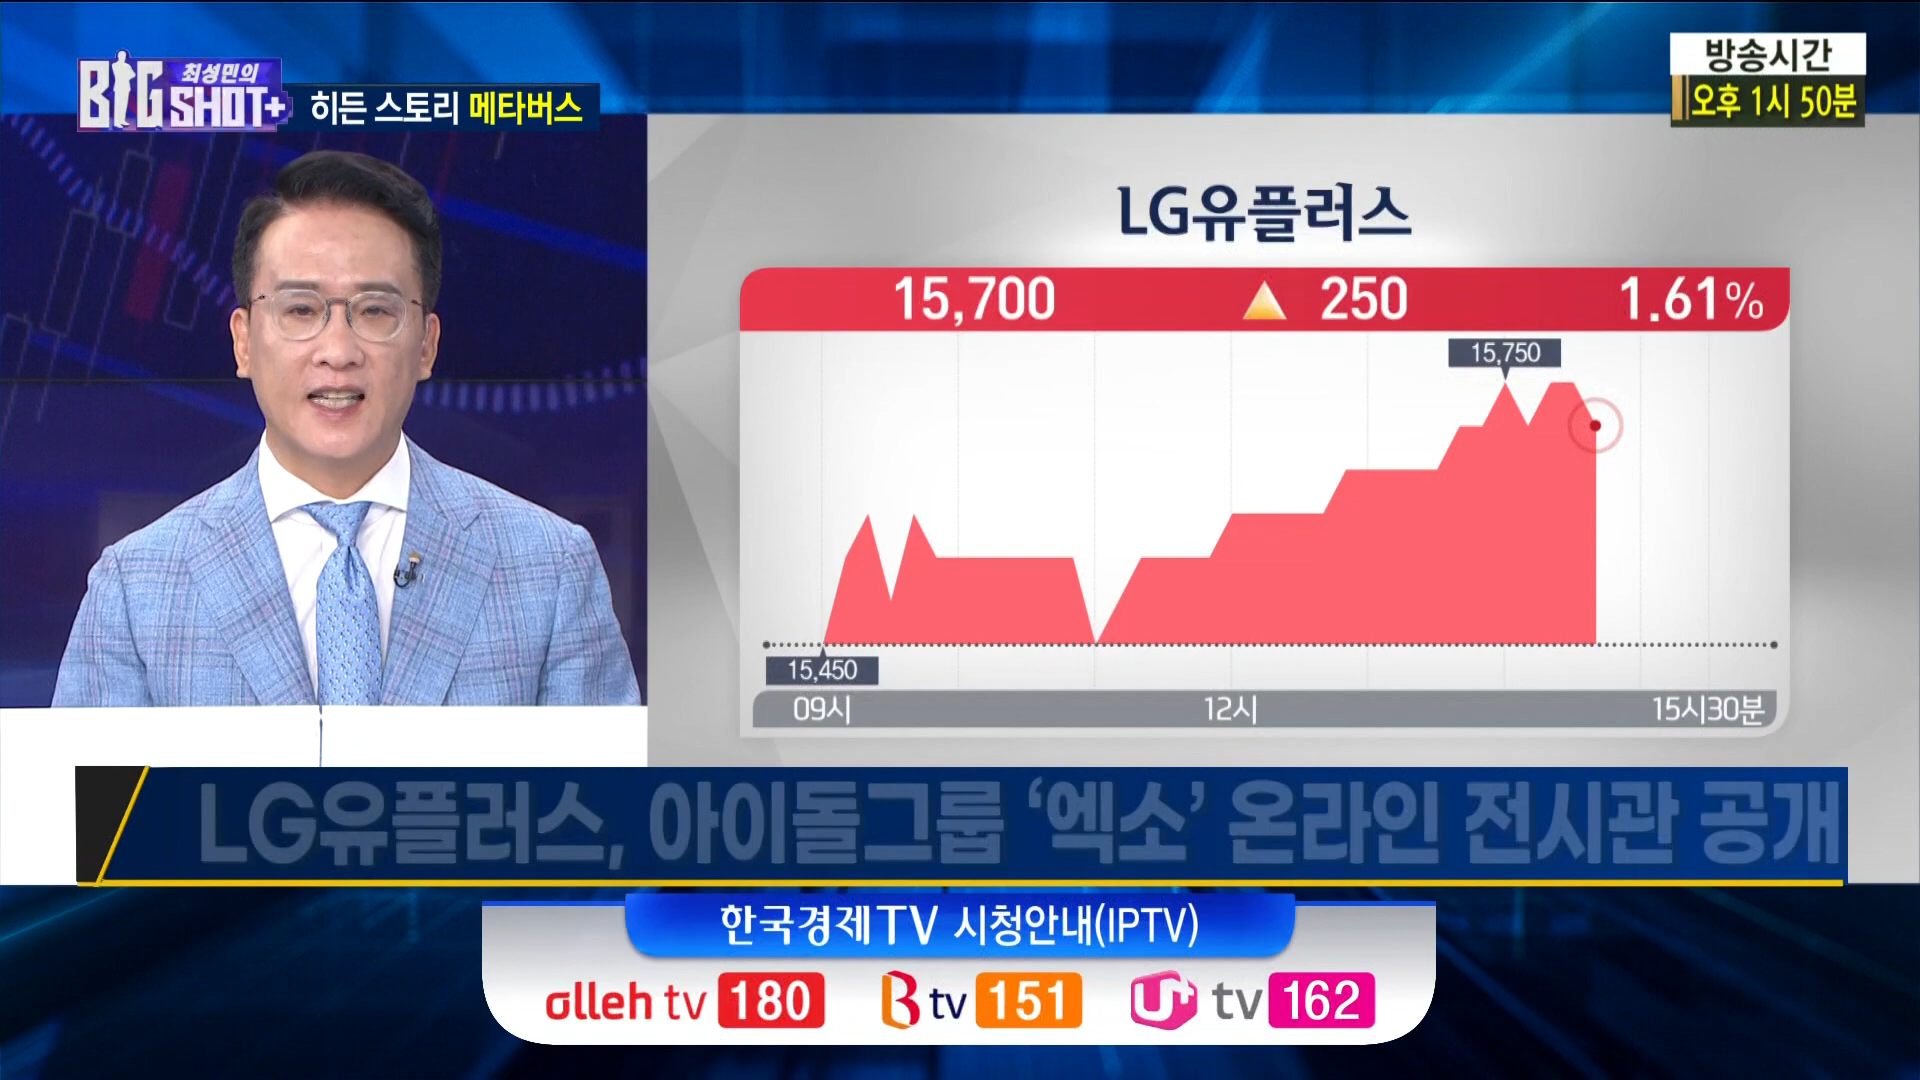 BIG SHOT+
최성민의
히든 스토리 메타버스
방송시간
오후 1시 50분
LG유플러스
15,700 ▲ 250 1.61%
15,750
15,450
09시 12시 15시30분
LG유플러스, 아이돌그룹 ‘엑소’ 온라인 전시관 공개
한국경제TV 시청안내(IPTV)
olleh tv 180 B tv 151 U+ tv 162